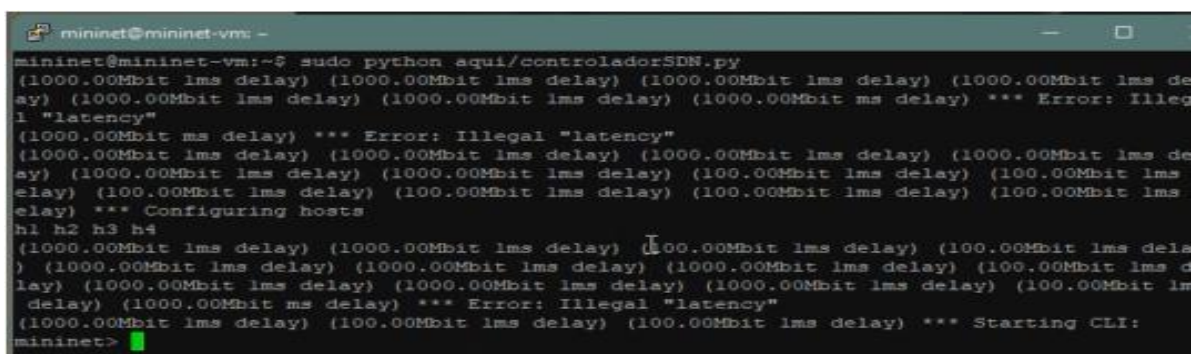 mininet@mininet-vm: ~
mininet@mininet-vm:~$ sudo python aqui/controladorSDN.py
(1000.00Mbit 1ms delay) (1000.00Mbit 1ms delay) (1000.00Mbit 1ms delay) (1000.00Mbit 1ms de
ay) (1000.00Mbit 1ms delay) (1000.00Mbit 1ms delay) (1000.00Mbit ms delay) *** Error: Illeg
l "latency"
(1000.00Mbit ms delay) *** Error: Illegal "latency"
(1000.00Mbit 1ms delay) (1000.00Mbit 1ms delay) (1000.00Mbit 1ms delay) (1000.00Mbit 1ms de
ay) (1000.00Mbit 1ms delay) (1000.00Mbit 1ms delay) (1000.00Mbit 1ms delay) (100.00Mbit 1ms
elay) (100.00Mbit 1ms delay) (100.00Mbit 1ms delay) (100.00Mbit 1ms delay) (100.00Mbit 1ms
elay) *** Configuring hosts
h1 h2 h3 h4
(1000.00Mbit 1ms delay) (1000.00Mbit 1ms delay) (100.00Mbit 1ms delay) (100.00Mbit 1ms dela
) (1000.00Mbit 1ms delay) (1000.00Mbit 1ms delay) (1000.00Mbit 1ms delay) (100.00Mbit 1ms d
lay) (1000.00Mbit 1ms delay) (1000.00Mbit 1ms delay) (1000.00Mbit 1ms delay) (100.00Mbit 1m
delay) (1000.00Mbit ms delay) *** Error: Illegal "latency"
(1000.00Mbit 1ms delay) (100.00Mbit 1ms delay) (100.00Mbit 1ms delay) *** Starting CLI:
mininet>